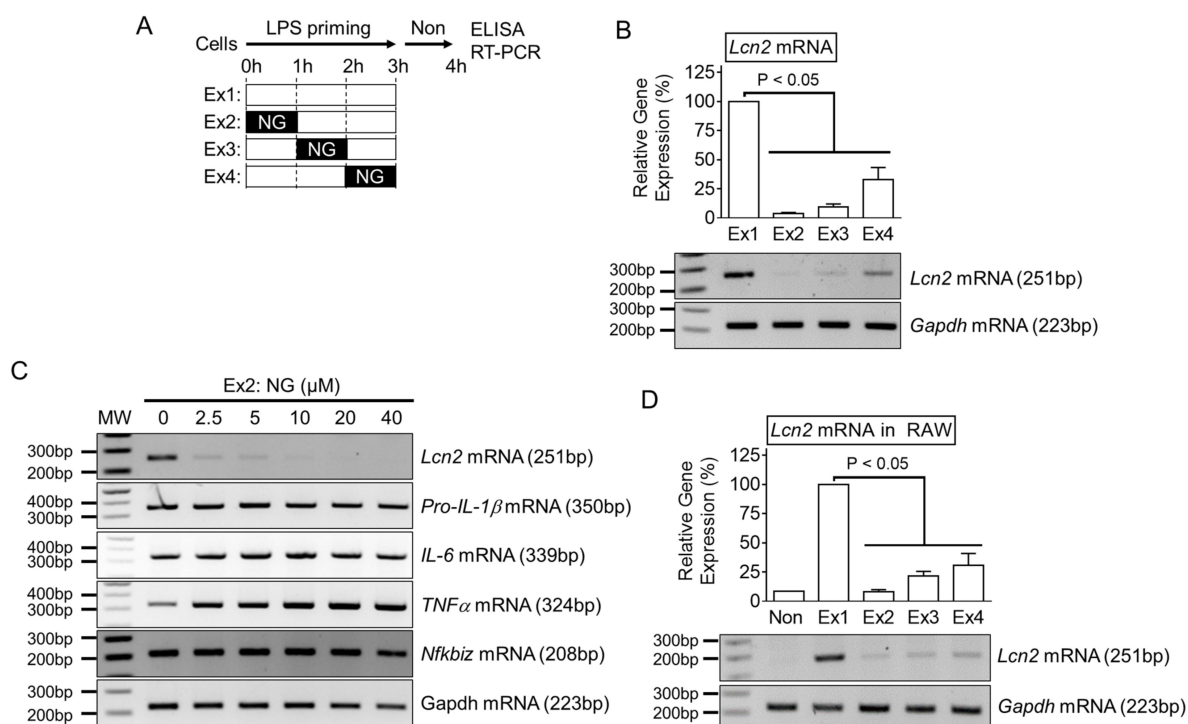 A
LPS priming
Non
ELISA
RT-PCR
Cells
0h 1h 2h 3h 4h
Ex1:
Ex2: NG
Ex3: NG
Ex4: NG
B
Lcn2 mRNA
Relative Gene
Expression (%)
125
100
75
50
25
0
P < 0.05
Ex1 Ex2 Ex3 Ex4
300bp
200bp
Lcn2 mRNA (251bp)
300bp
200bp
Gapdh mRNA (223bp)
C
Ex2: NG (µM)
MW 0 2.5 5 10 20 40
300bp
200bp
Lcn2 mRNA (251bp)
400bp
300bp
Pro-IL-1β mRNA (350bp)
400bp
300bp
IL-6 mRNA (339bp)
400bp
300bp
TNFα mRNA (324bp)
300bp
200bp
Nfkbiz mRNA (208bp)
300bp
200bp
Gapdh mRNA (223bp)
D
Lcn2 mRNA in RAW
Relative Gene
Expression (%)
125
100
75
50
25
0
P < 0.05
Non Ex1 Ex2 Ex3 Ex4
300bp
200bp
Lcn2 mRNA (251bp)
300bp
200bp
Gapdh mRNA (223bp)